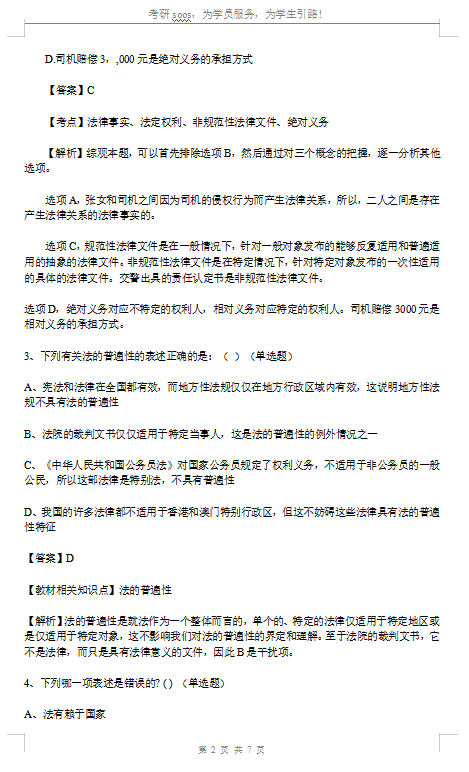 考研soos，为学员服务，为学生引路！
D.司机赔偿 3，,000 元是绝对义务的承担方式
【答案】C
【考点】法律事实、法定权利、非规范性法律文件、绝对义务
【解析】综观本题，可以首先排除选项 B，然后通过对三个概念的把握，逐一分析其他
选项。
选项 A，张女和司机之间因为司机的侵权行为而产生法律关系，所以，二人之间是存在
产生法律关系的法律事实的。
选项 C，规范性法律文件是在一般情况下，针对一般对象发布的能够反复适用和普遍适
用的抽象的法律文件。非规范性法律文件是在特定情况下，针对特定对象发布的一次性适用
的具体的法律文件。交警出具的责任认定书是非规范性法律文件。
选项 D，绝对义务对应不特定的权利人，相对义务对应特定的权利人。司机赔偿 3000 元是
相对义务的承担方式。
3、下列有关法的普遍性的表述正确的是：（ ）（单选题）
A、宪法和法律在全国都有效，而地方性法规仅仅在地方行政区域内有效，这说明地方性法
规不具有法的普遍性
B、法院的裁判文书仅仅适用于特定当事人，这是法的普遍性的例外情况之一
C、《中华人民共和国公务员法》对国家公务员规定了权利义务，不适用于非公务员的一般
公民，所以这部法律是特别法，不具有普遍性
D、我国的许多法律都不适用于香港和澳门特别行政区，但这不妨碍这些法律具有法的普遍
性特征
【答案】D
【教材相关知识点】法的普遍性
【解析】法的普遍性是就法作为一个整体而言的，单个的、特定的法律仅适用于特定地区或
是仅适用于特定对象，这不影响我们对法的普遍性的界定和理解。至于法院的裁判文书，它
不是法律，而只是具有法律意义的文件，因此 B 是干扰项。
4、下列哪一项表述是错误的? ( ) （单选题）
A、法有赖于国家
第 2 页 共 7 页